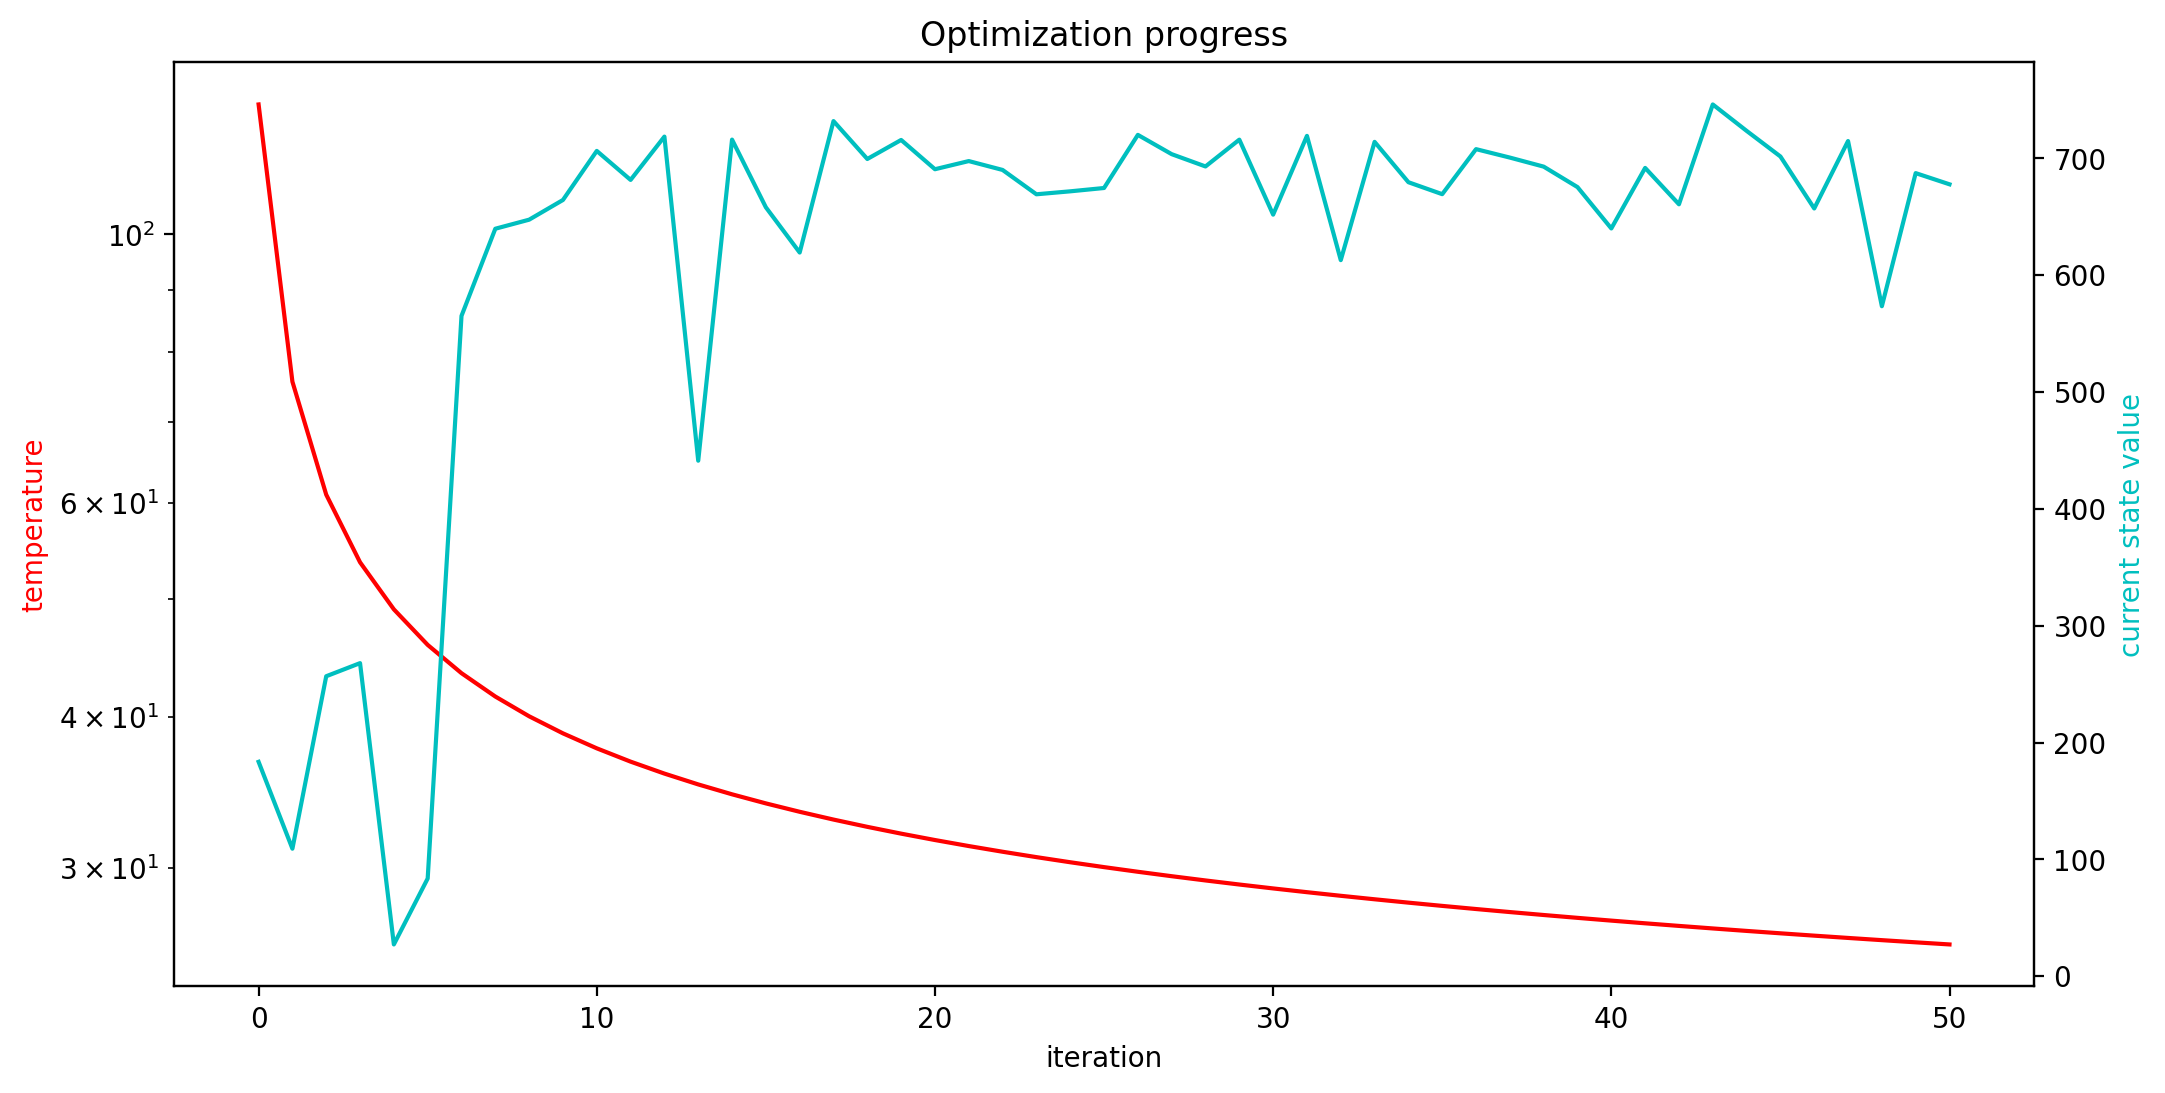 Optimization progress
temperature
10²
6 × 10¹
4 × 10¹
3 × 10¹
700
600
500
400
300
200
100
0
current state value
0 10 20 30 40 50
iteration